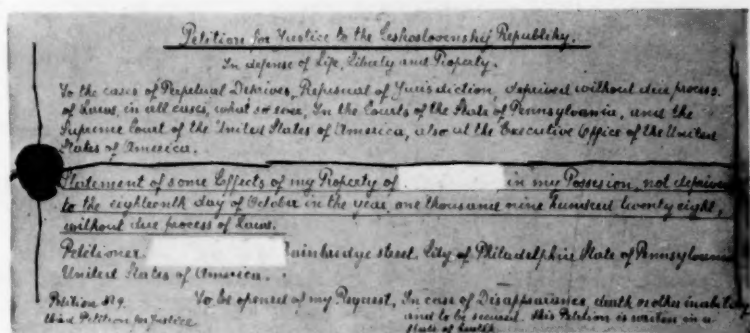 Petition for Justice to the Ceskoslovenský Republiky.
In defense of Life, Liberty and Property.
To the cases of Perpetual Deprives, Refusual of Jurisdiction, deprived without due process
of Laws, in all cases, what so ever, In the Courts of the State of Pennsylvania, and the
Supreme Court of the United States of America, also at the Executive Office of the United
States of America.
Statement of some Effects of my Property of in my Possesion, not deprived
to the eighteenth day of October in the year, one thousand nine hundred twenty eight,
without due process of Laws.
Petitioner Bainbridge street, City of Philadelphia State of Pennsylvania
United States of America.
Petition No 9. To be opened at my Request, In case of Disappearance, death or other
third Petition for Justice and to be secured. this Petition is written in a
state of health